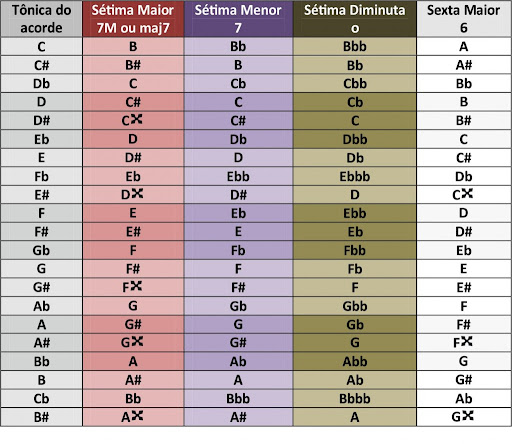 Tônica do acorde Sétima Maior 7M ou maj7 Sétima Menor 7 Sétima Diminuta o Sexta Maior 6
C B Bb Bbb A
C# B# B Bb A#
Db C Cb Cbb Bb
D C# C Cb B
D# C𝄪 C# C B#
Eb D Db Dbb C
E D# D Db C#
Fb Eb Ebb Ebbb Db
E# D𝄪 D# D C𝄪
F E Eb Ebb D
F# E# E Eb D#
Gb F Fb Fbb Eb
G F# F Fb E
G# F𝄪 F# F E#
Ab G Gb Gbb F
A G# G Gb F#
A# G𝄪 G# G F𝄪
Bb A Ab Abb G
B A# A Ab G#
Cb Bb Bbb Bbbb Ab
B# A𝄪 A# A G𝄪